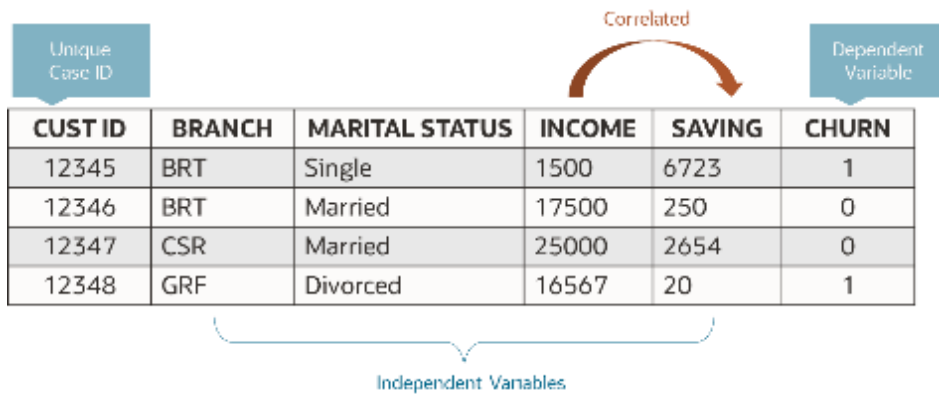 Correlated
Unique
Case ID
Dependent
Variable
CUST ID BRANCH MARITAL STATUS INCOME SAVING CHURN
12345 BRT Single 1500 6723 1
12346 BRT Married 17500 250 0
12347 CSR Married 25000 2654 0
12348 GRF Divorced 16567 20 1
Independent Variables